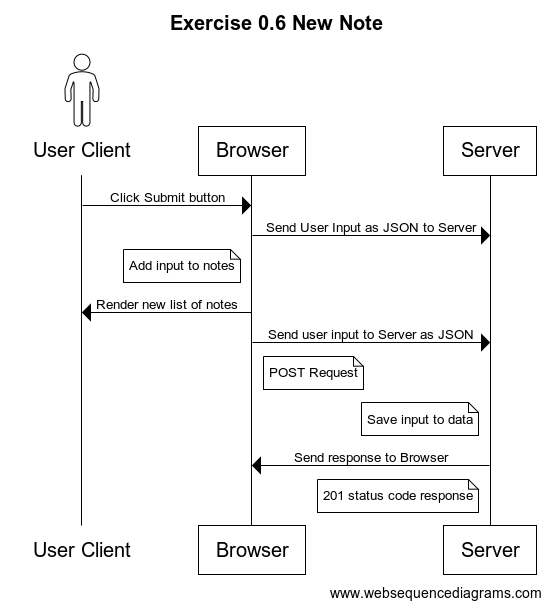 Exercise 0.6 New Note
User Client
Browser
Server
Click Submit button
Send User Input as JSON to Server
Add input to notes
Render new list of notes
Send user input to Server as JSON
POST Request
Save input to data
Send response to Browser
201 status code response
User Client
Browser
Server
www.websequencediagrams.com